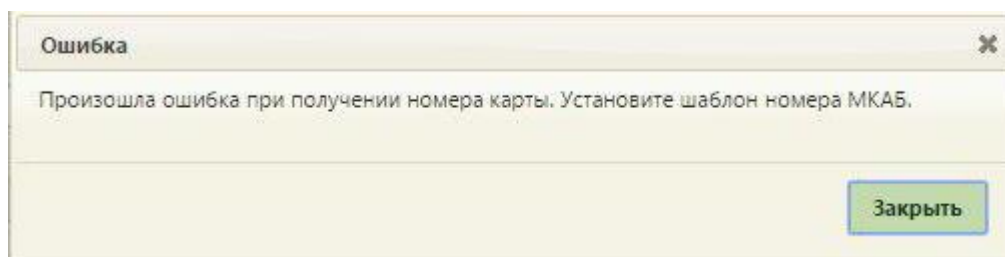 Ошибка
Произошла ошибка при получении номера карты. Установите шаблон номера МКАБ.
Закрыть